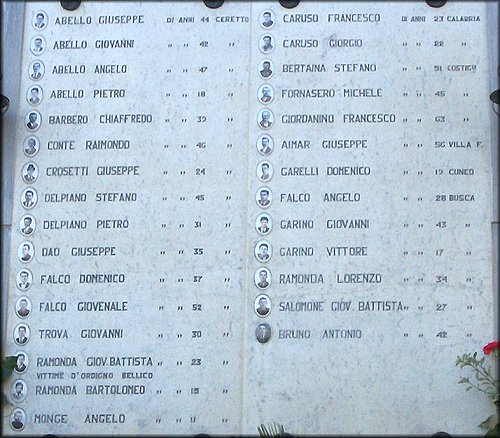 ABELLO GIUSEPPE DI ANNI 44 CERETTO
ABELLO GIOVANNI " " 42 "
ABELLO ANGELO " " 47 "
ABELLO PIETRO " " 18 "
BARBERO CHIAFFREDO " " 39 "
CONTE RAIMONDO " " 46 "
CROSETTI GIUSEPPE " " 24 "
DELPIANO STEFANO " " 45 "
DELPIANO PIETRO " " 31 "
DAO GIUSEPPE " " 35 "
FALCO DOMENICO " " 37 "
FALCO GIOVENALE " " 52 "
TROVA GIOVANNI " " 30 "
RAMONDA GIOV. BATTISTA " " 23 "
VITTIME D'ORDIGNO BELLICO
RAMONDA BARTOLOMEO " " 15 "
MONGE ANGELO " " 12 "
CARUSO FRANCESCO DI ANNI 23 CALABRIA
CARUSO GIORGIO " " 22 "
BERTAINA STEFANO " " 51 COSTIGL
FORNASERO MICHELE " " 45 "
GIORDANINO FRANCESCO " " 63 "
AIMAR GIUSEPPE " " 56 VILLA F.
GARELLI DOMENICO " " 19 CUNEO
FALCO ANGELO " " 28 BUSCA
GARINO GIOVANNI " " 43 "
GARINO VITTORE " " 17 "
RAMONDA LORENZO " " 34 "
SALOMONE GIOV. BATTISTA " " 27 "
BRUNO ANTONIO " " 42 "